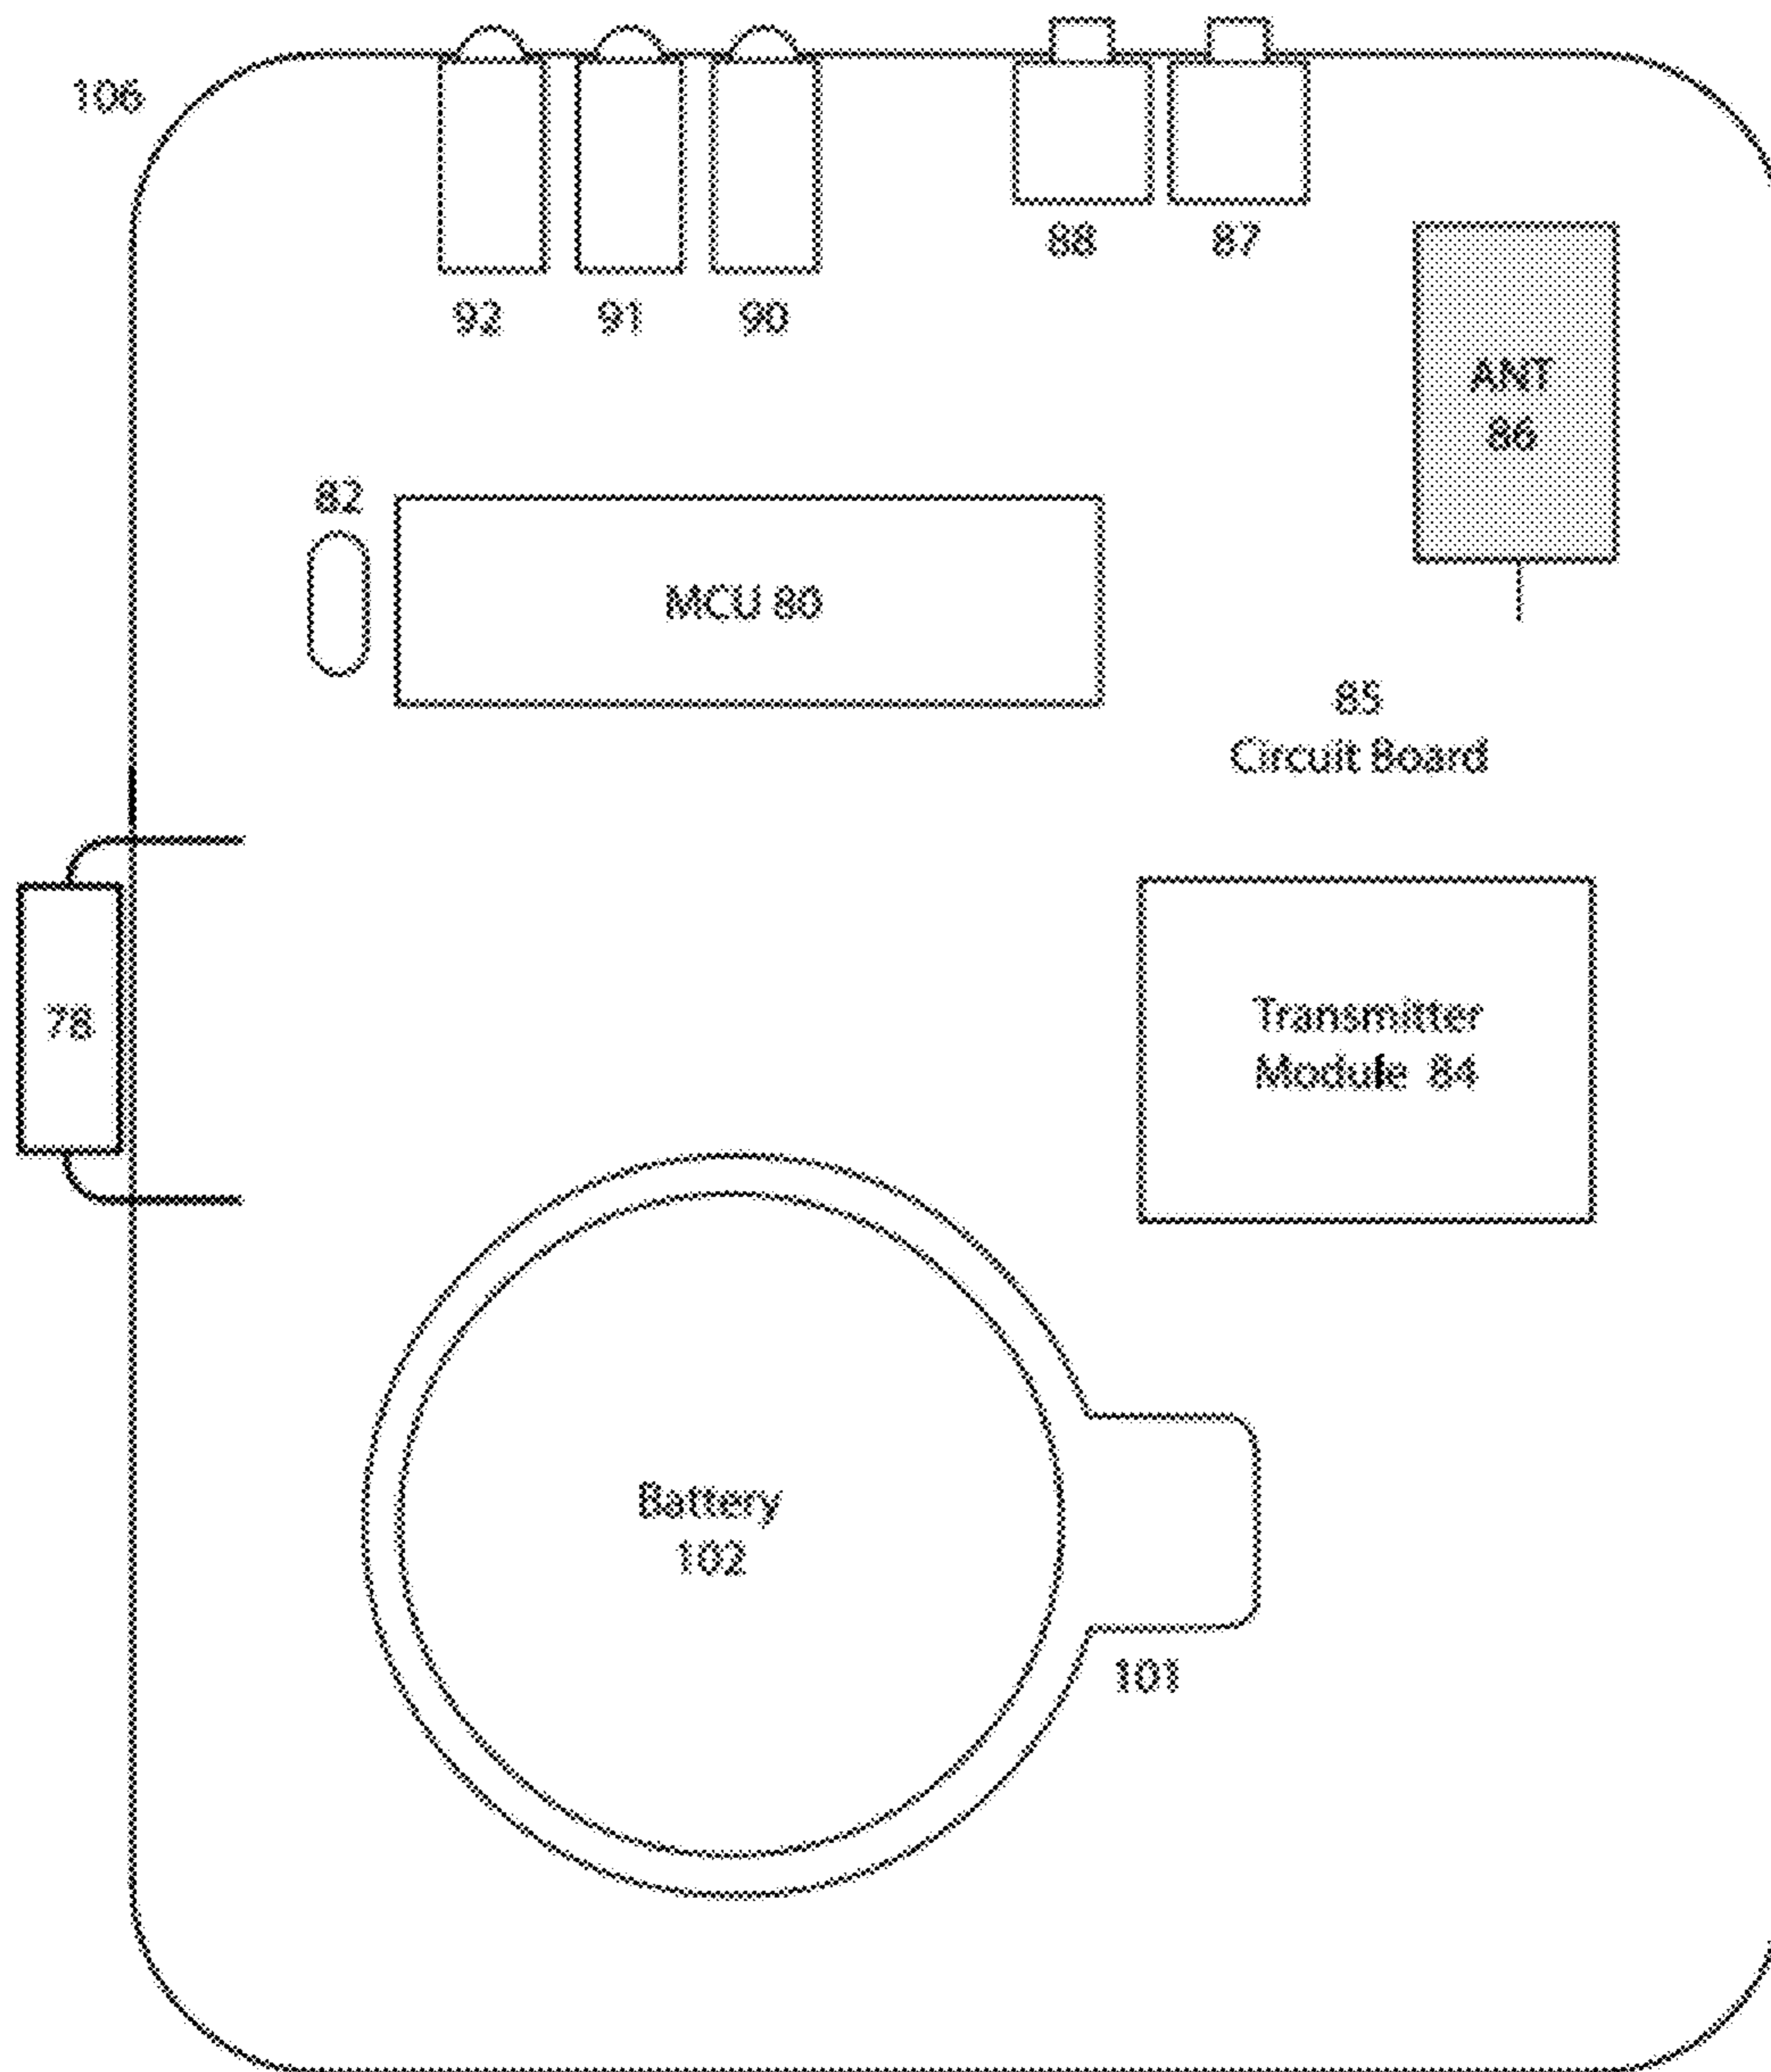 106
88
87
92
91
90
ANT
86
82
MCU 80
85
Circuit Board
78
Transmitter
Module 84
Battery
102
101